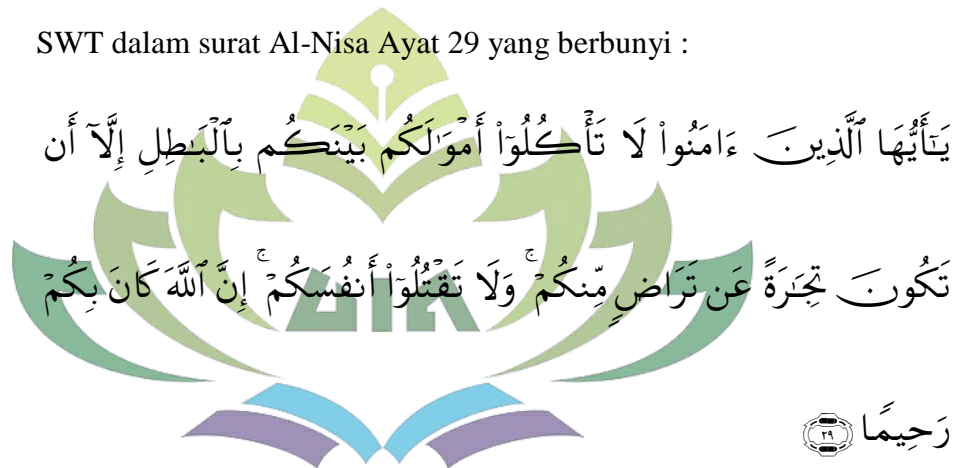 SWT dalam surat Al-Nisa Ayat 29 yang berbunyi :
يَٰٓأَيُّهَا ٱلَّذِينَ ءَامَنُوا۟ لَا تَأْكُلُوٓا۟ أَمْوَٰلَكُم بَيْنَكُم بِٱلْبَٰطِلِ إِلَّآ أَن
تَكُونَ تِجَٰرَةً عَن تَرَاضٍ مِّنكُمْ ۚ وَلَا تَقْتُلُوٓا۟ أَنفُسَكُمْ ۚ إِنَّ ٱللَّهَ كَانَ بِكُمْ
رَحِيمًا ﴿٢٩﴾